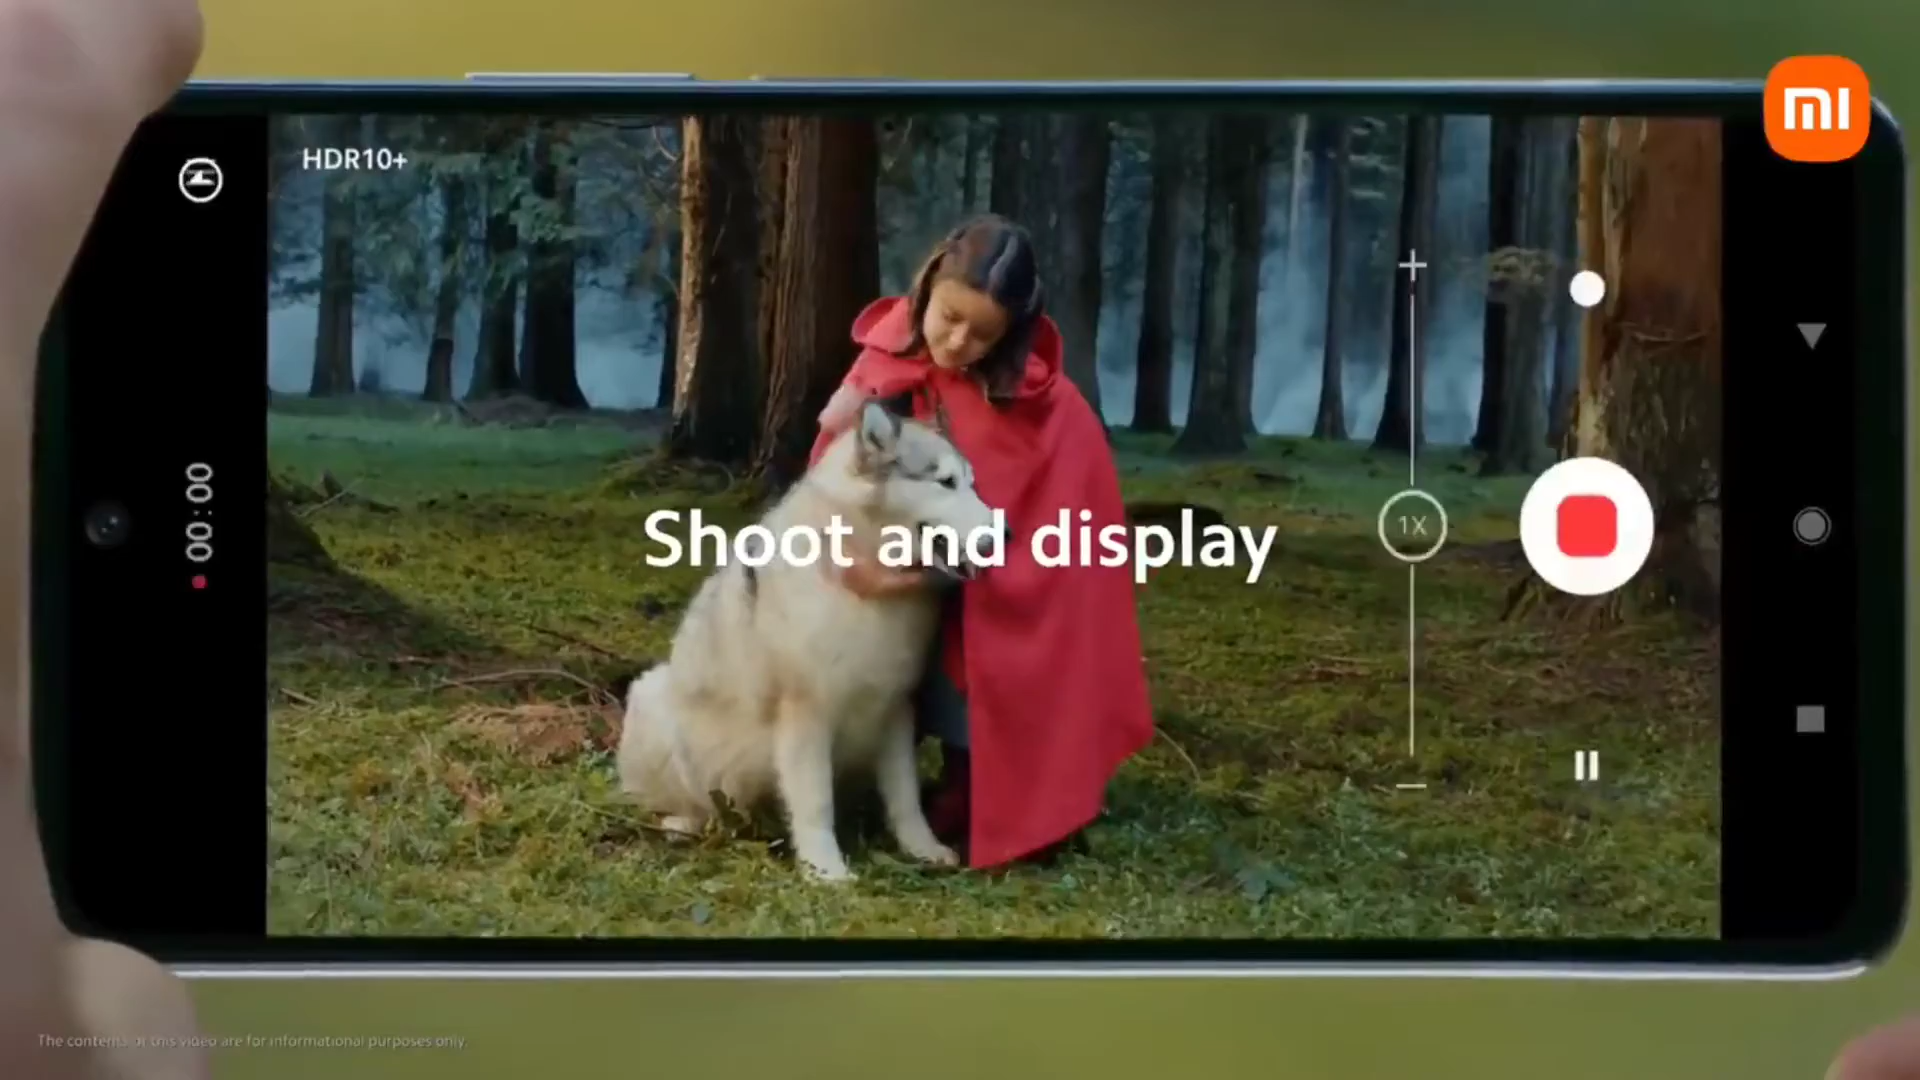 mi
HDR10+
00:00
Shoot and display
1X
The contents of this video are for informational purposes only.